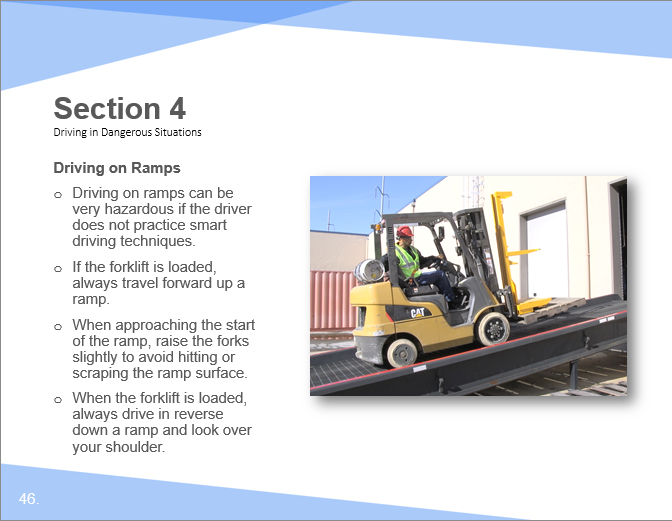 Section 4
Driving in Dangerous Situations
Driving on Ramps
o Driving on ramps can be
very hazardous if the driver
does not practice smart
driving techniques.
o If the forklift is loaded,
always travel forward up a
ramp.
o When approaching the start
of the ramp, raise the forks
slightly to avoid hitting or
scraping the ramp surface.
o When the forklift is loaded,
always drive in reverse
down a ramp and look over
your shoulder.
CAT
46.